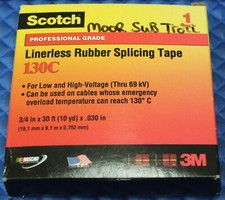 Scotch
Moor Sub Trott
1
PROFESSIONAL GRADE
Linerless Rubber Splicing Tape
130C
• For Low and High-Voltage (Thru 69 kV)
• Can be used on cables whose emergency
overload temperature can reach 130° C
3/4 in x 30 ft (10 yd) x .030 in
(19,1 mm x 9,1 m x 0,762 mm)
NASCAR
3M